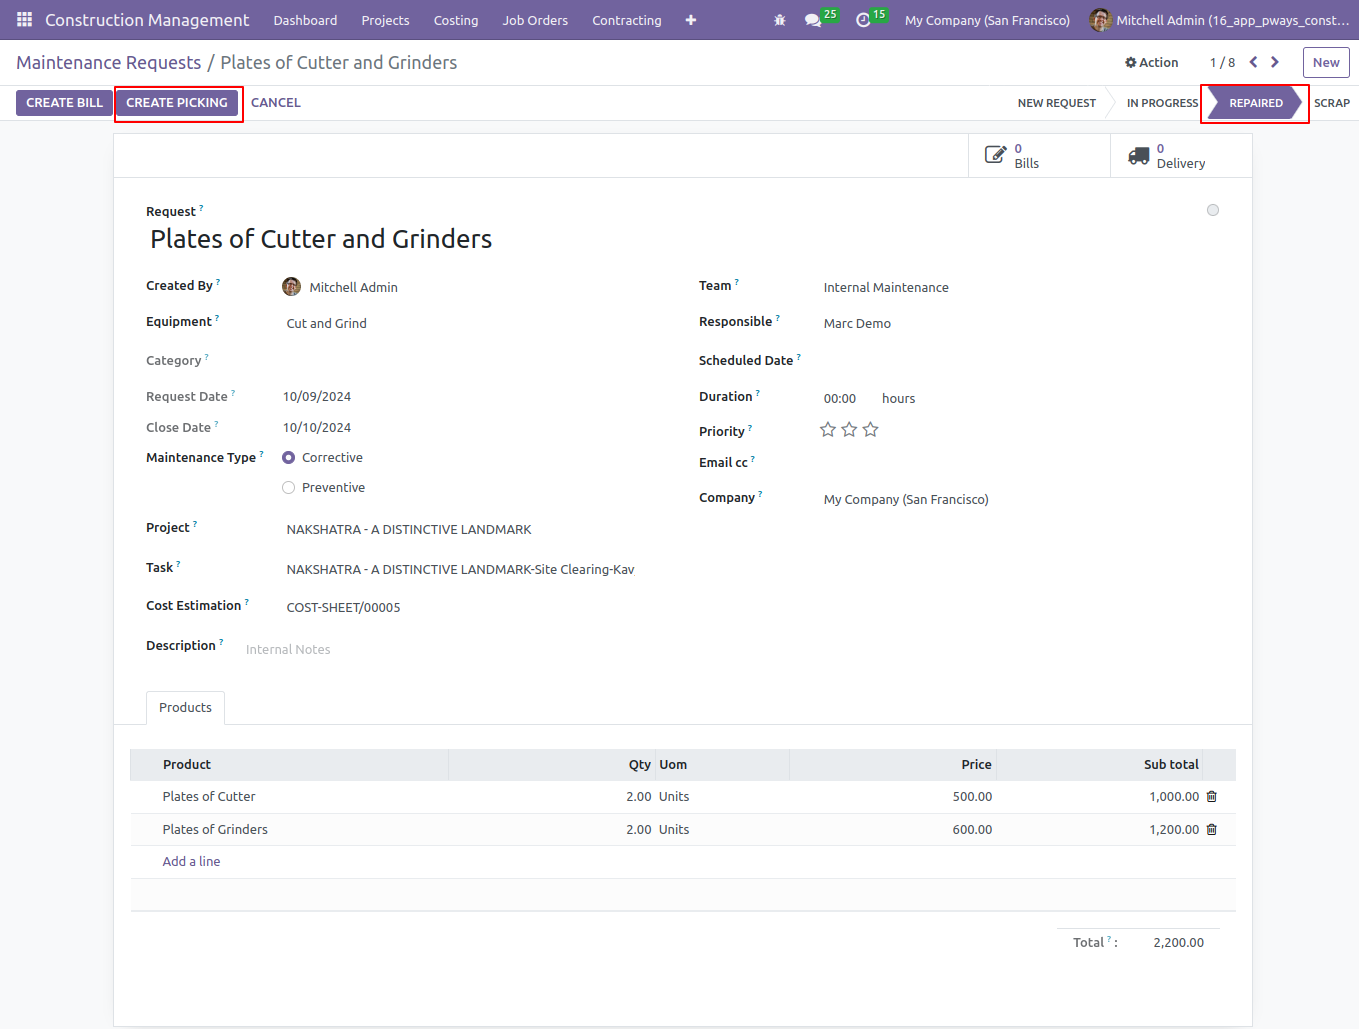 Construction Management Dashboard Projects Costing Job Orders Contracting 25 15 My Company (San Francisco) Mitchell Admin (16_app_pways_const...
Maintenance Requests / Plates of Cutter and Grinders Action 1 / 8 New
CREATE BILL CREATE PICKING CANCEL NEW REQUEST IN PROGRESS REPAIRED SCRAP
0 Bills 0 Delivery
Request ?
Plates of Cutter and Grinders
Created By ? Mitchell Admin Team ? Internal Maintenance
Equipment ? Cut and Grind Responsible ? Marc Demo
Category ? Scheduled Date ?
Request Date ? 10/09/2024 Duration ? 00:00 hours
Close Date ? 10/10/2024 Priority ?
Maintenance Type ? Corrective Email cc ?
Preventive Company ? My Company (San Francisco)
Project ? NAKSHATRA - A DISTINCTIVE LANDMARK
Task ? NAKSHATRA - A DISTINCTIVE LANDMARK-Site Clearing-Kav
Cost Estimation ? COST-SHEET/00005
Description ? Internal Notes
Products
Product Qty Uom Price Sub total
Plates of Cutter 2.00 Units 500.00 1,000.00
Plates of Grinders 2.00 Units 600.00 1,200.00
Add a line
Total ? : 2,200.00